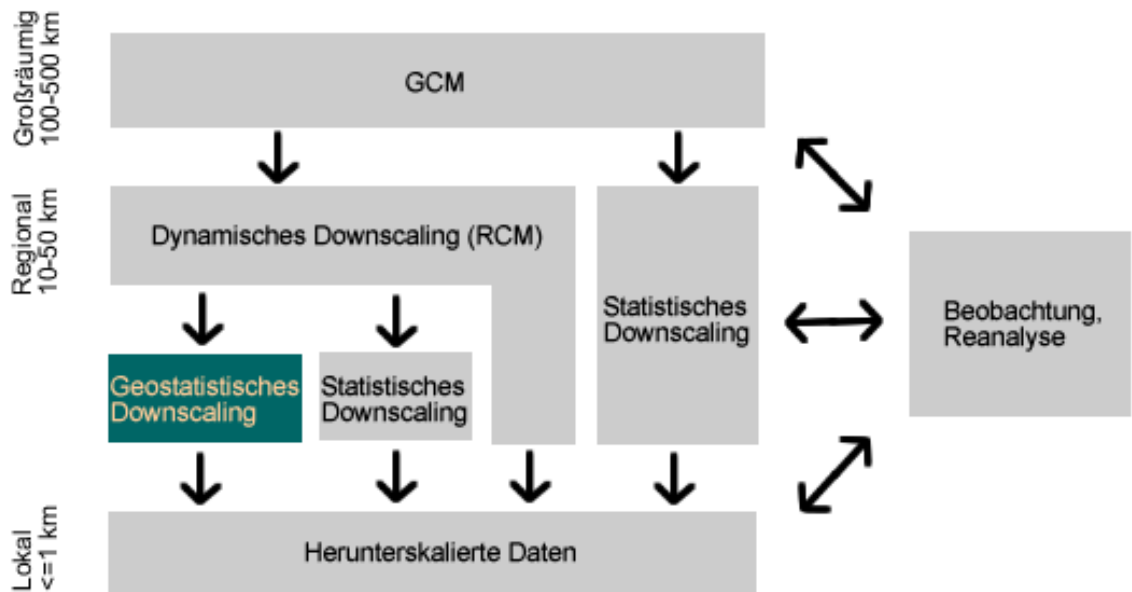 Großräumig
100-500 km
GCM
Regional
10-50 km
Dynamisches Downscaling (RCM)
Statistisches
Downscaling
Beobachtung,
Reanalyse
Geostatistisches
Downscaling
Statistisches
Downscaling
Lokal
<=1 km
Herunterskalierte Daten